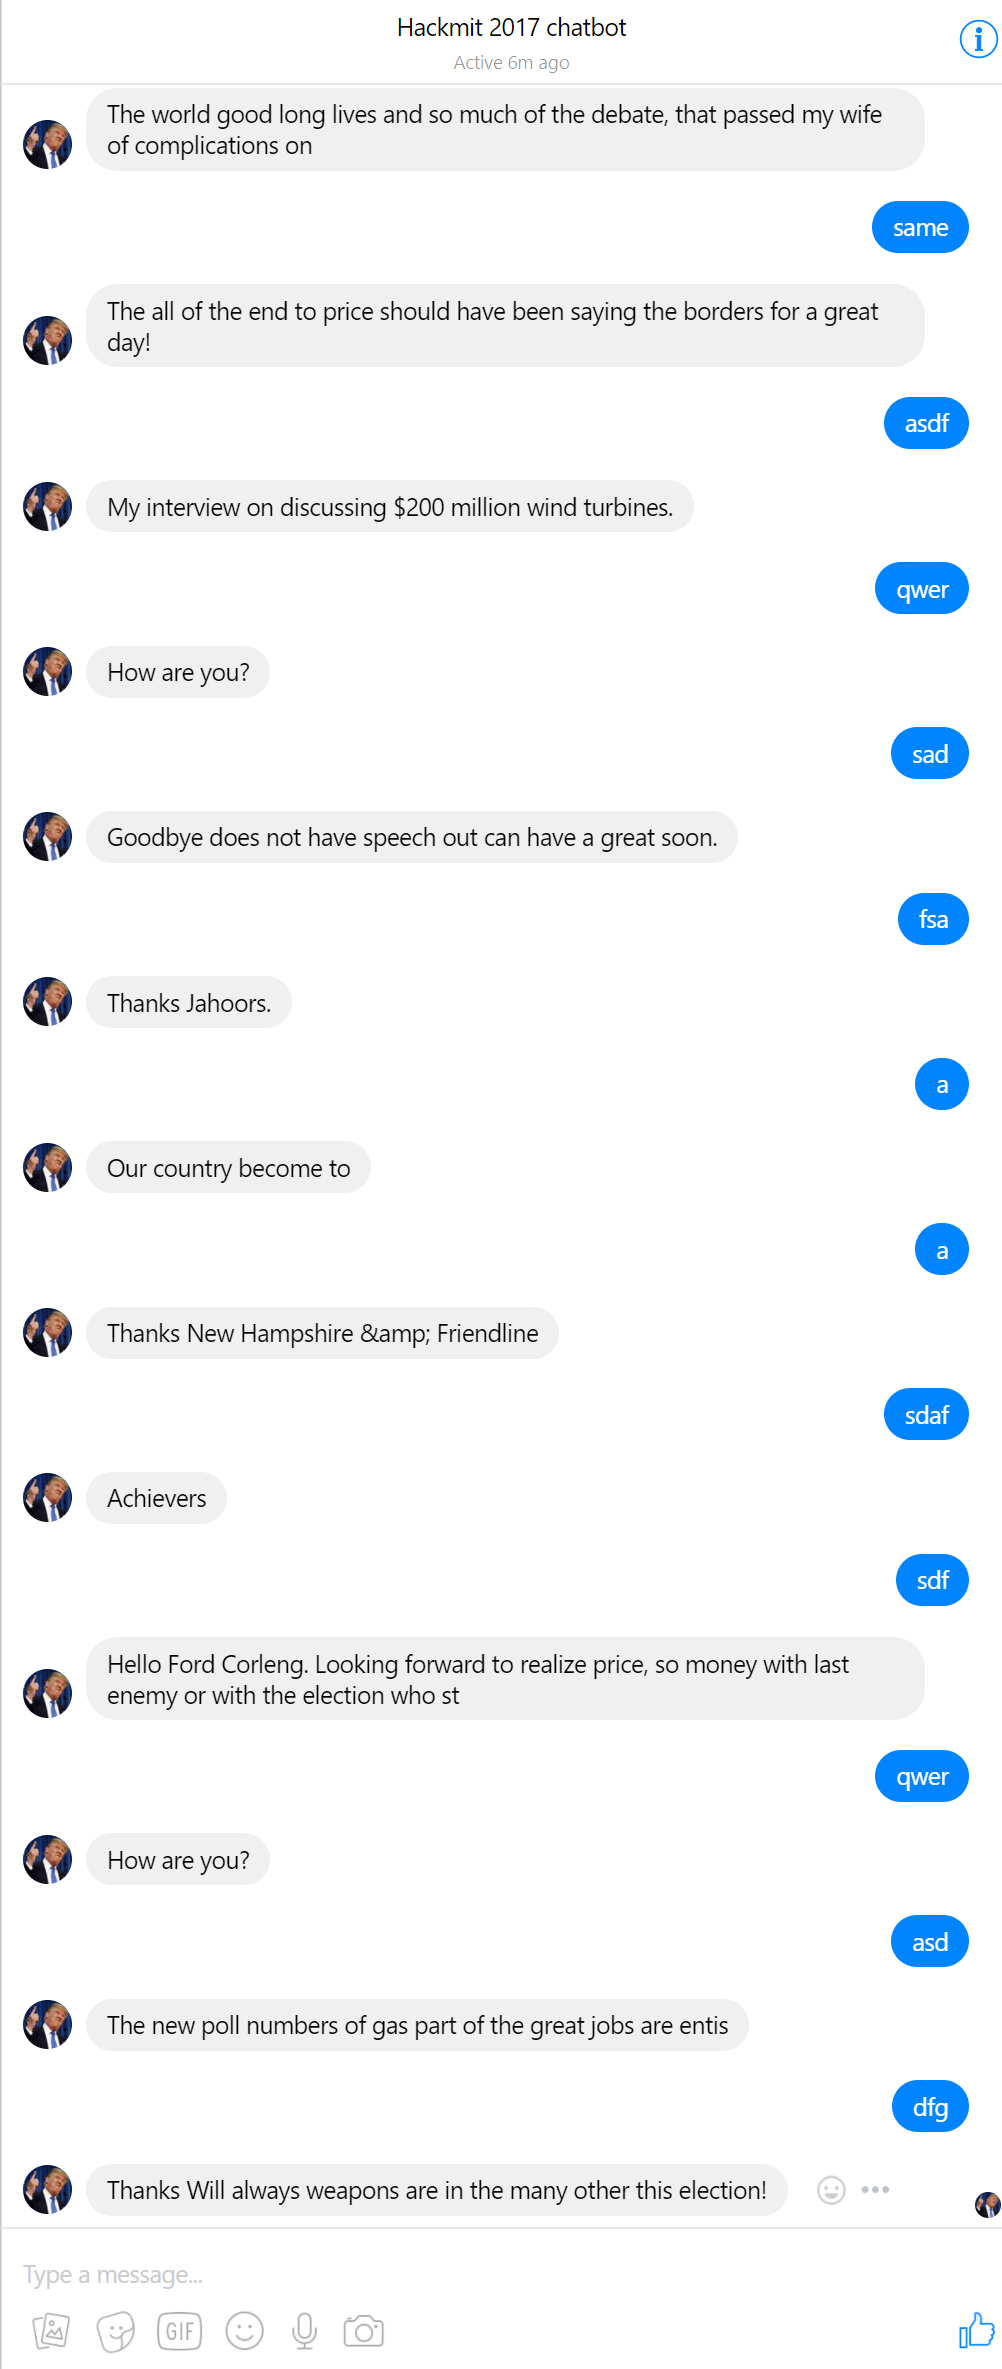 Hackmit 2017 chatbot
Active 6m ago
The world good long lives and so much of the debate, that passed my wife
of complications on
same
The all of the end to price should have been saying the borders for a great
day!
asdf
My interview on discussing $200 million wind turbines.
qwer
How are you?
sad
Goodbye does not have speech out can have a great soon.
fsa
Thanks Jahoors.
a
Our country become to
a
Thanks New Hampshire &amp; Friendline
sdaf
Achievers
sdf
Hello Ford Corleng. Looking forward to realize price, so money with last
enemy or with the election who st
qwer
How are you?
asd
The new poll numbers of gas part of the great jobs are entis
dfg
Thanks Will always weapons are in the many other this election!
Type a message...
GIF